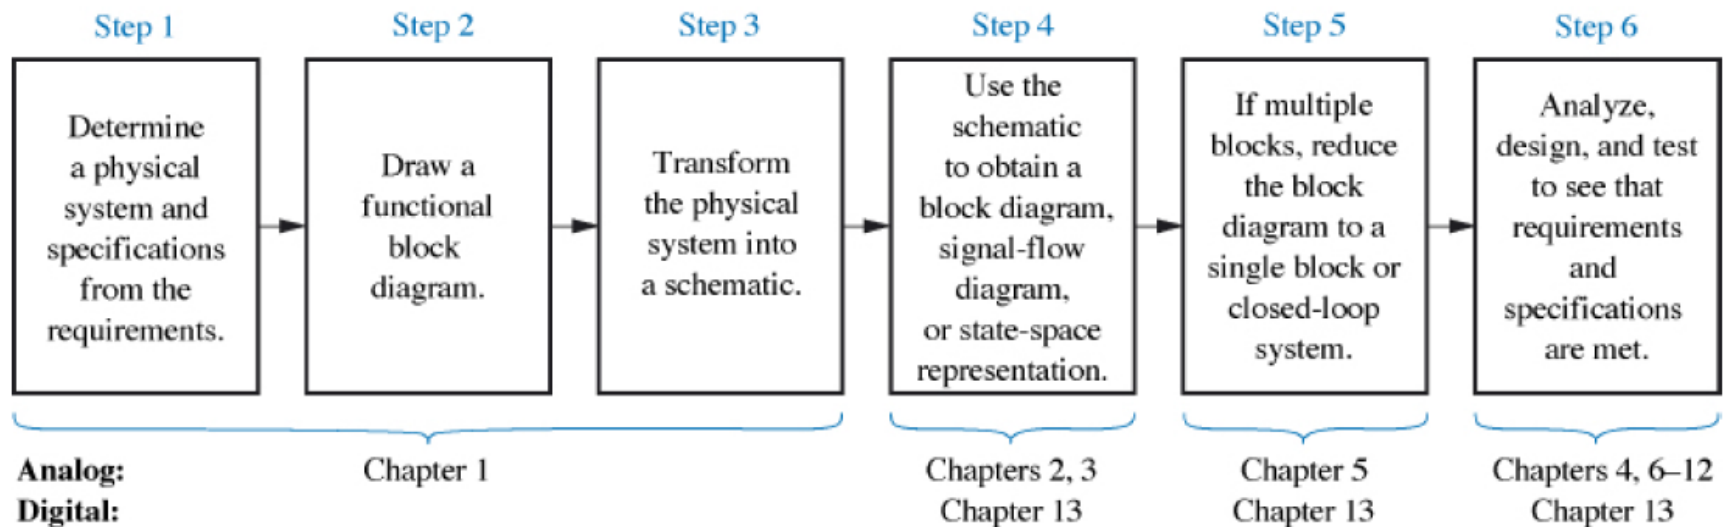 Step 1
Determine
a physical
system and
specifications
from the
requirements.
Step 2
Draw a
functional
block
diagram.
Step 3
Transform
the physical
system into
a schematic.
Step 4
Use the
schematic
to obtain a
block diagram,
signal-flow
diagram,
or state-space
representation.
Step 5
If multiple
blocks, reduce
the block
diagram to a
single block or
closed-loop
system.
Step 6
Analyze,
design, and test
to see that
requirements
and
specifications
are met.
Analog: Chapter 1 Chapters 2, 3 Chapter 5 Chapters 4, 6–12
Digital: Chapter 13 Chapter 13 Chapter 13